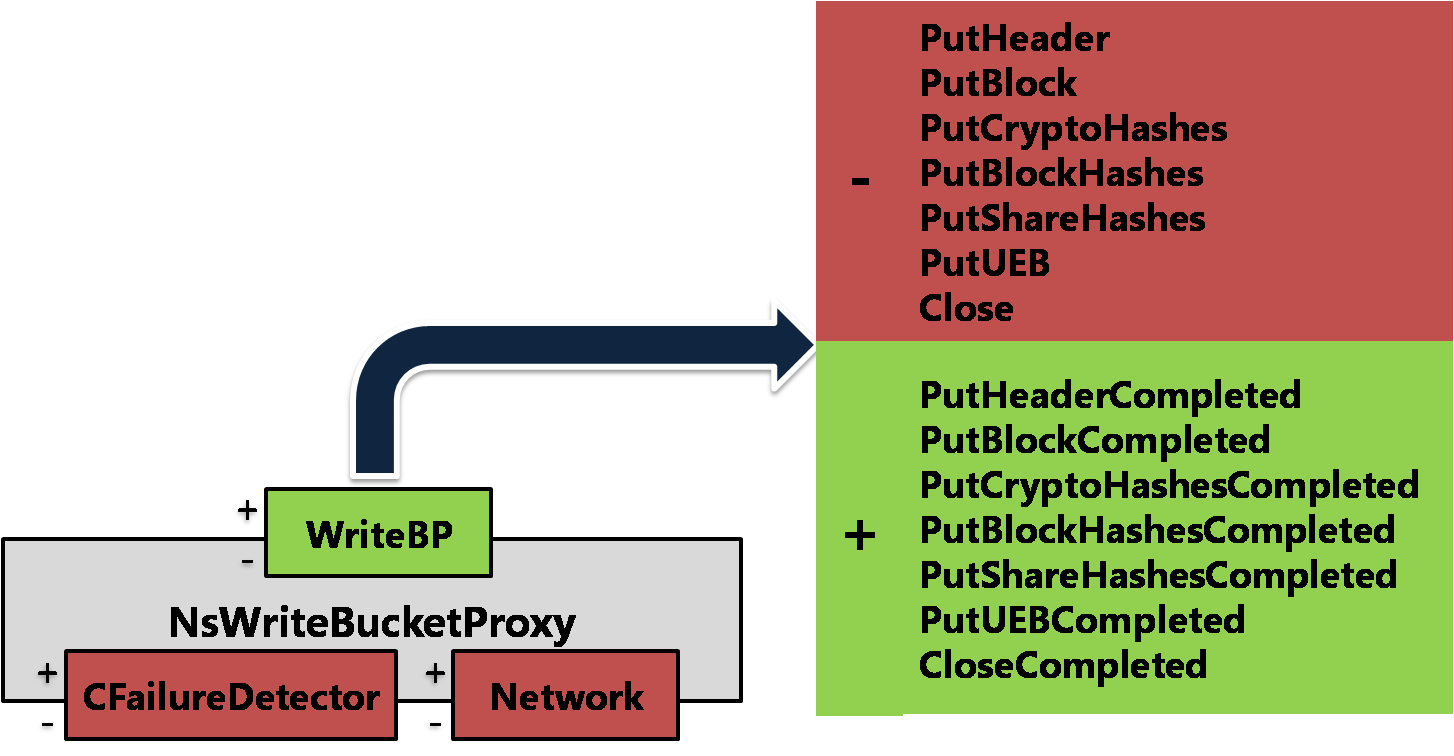 PutHeader
PutBlock
PutCryptoHashes
PutBlockHashes
-
PutShareHashes
PutUEB
Close
PutHeaderCompleted
PutBlockCompleted
PutCryptoHashesCompleted
PutBlockHashesCompleted
+
PutShareHashesCompleted
PutUEBCompleted
CloseCompleted
+
WriteBP
-
NsWriteBucketProxy
+
CFailureDetector
-
+
Network
-